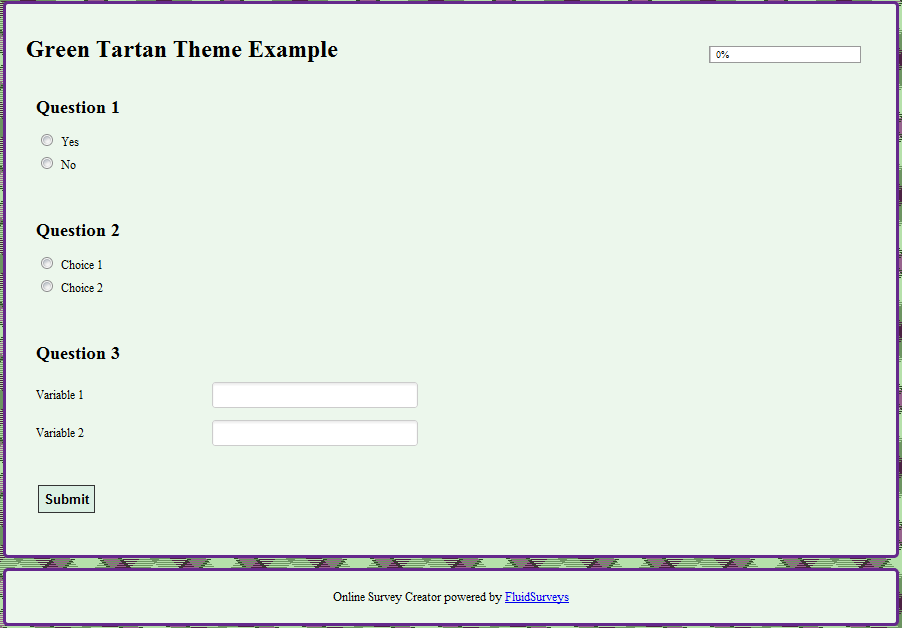 Green Tartan Theme Example
0%
Question 1
Yes
No
Question 2
Choice 1
Choice 2
Question 3
Variable 1
Variable 2
Submit
Online Survey Creator powered by FluidSurveys